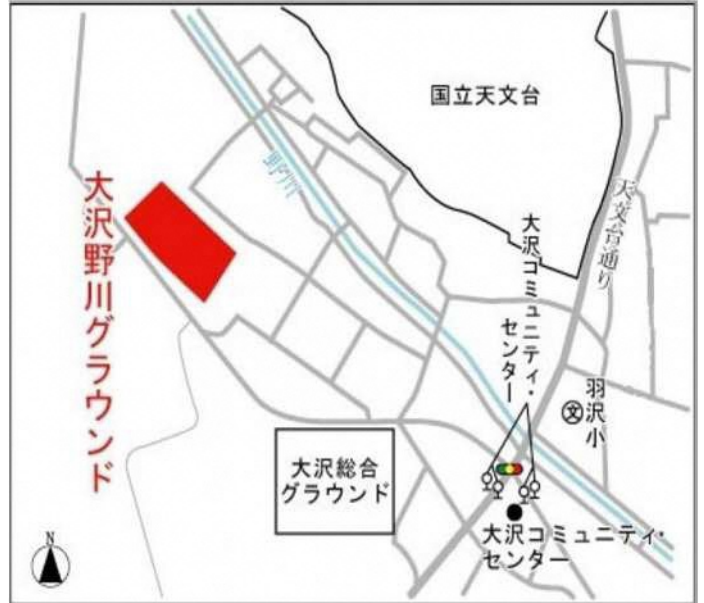 国立天文台
野川
天文台通り
大沢野川グラウンド
大沢コミュニティ・
センター
羽沢小
文
大沢総合
グラウンド
大沢コミュニティ・
センター
N